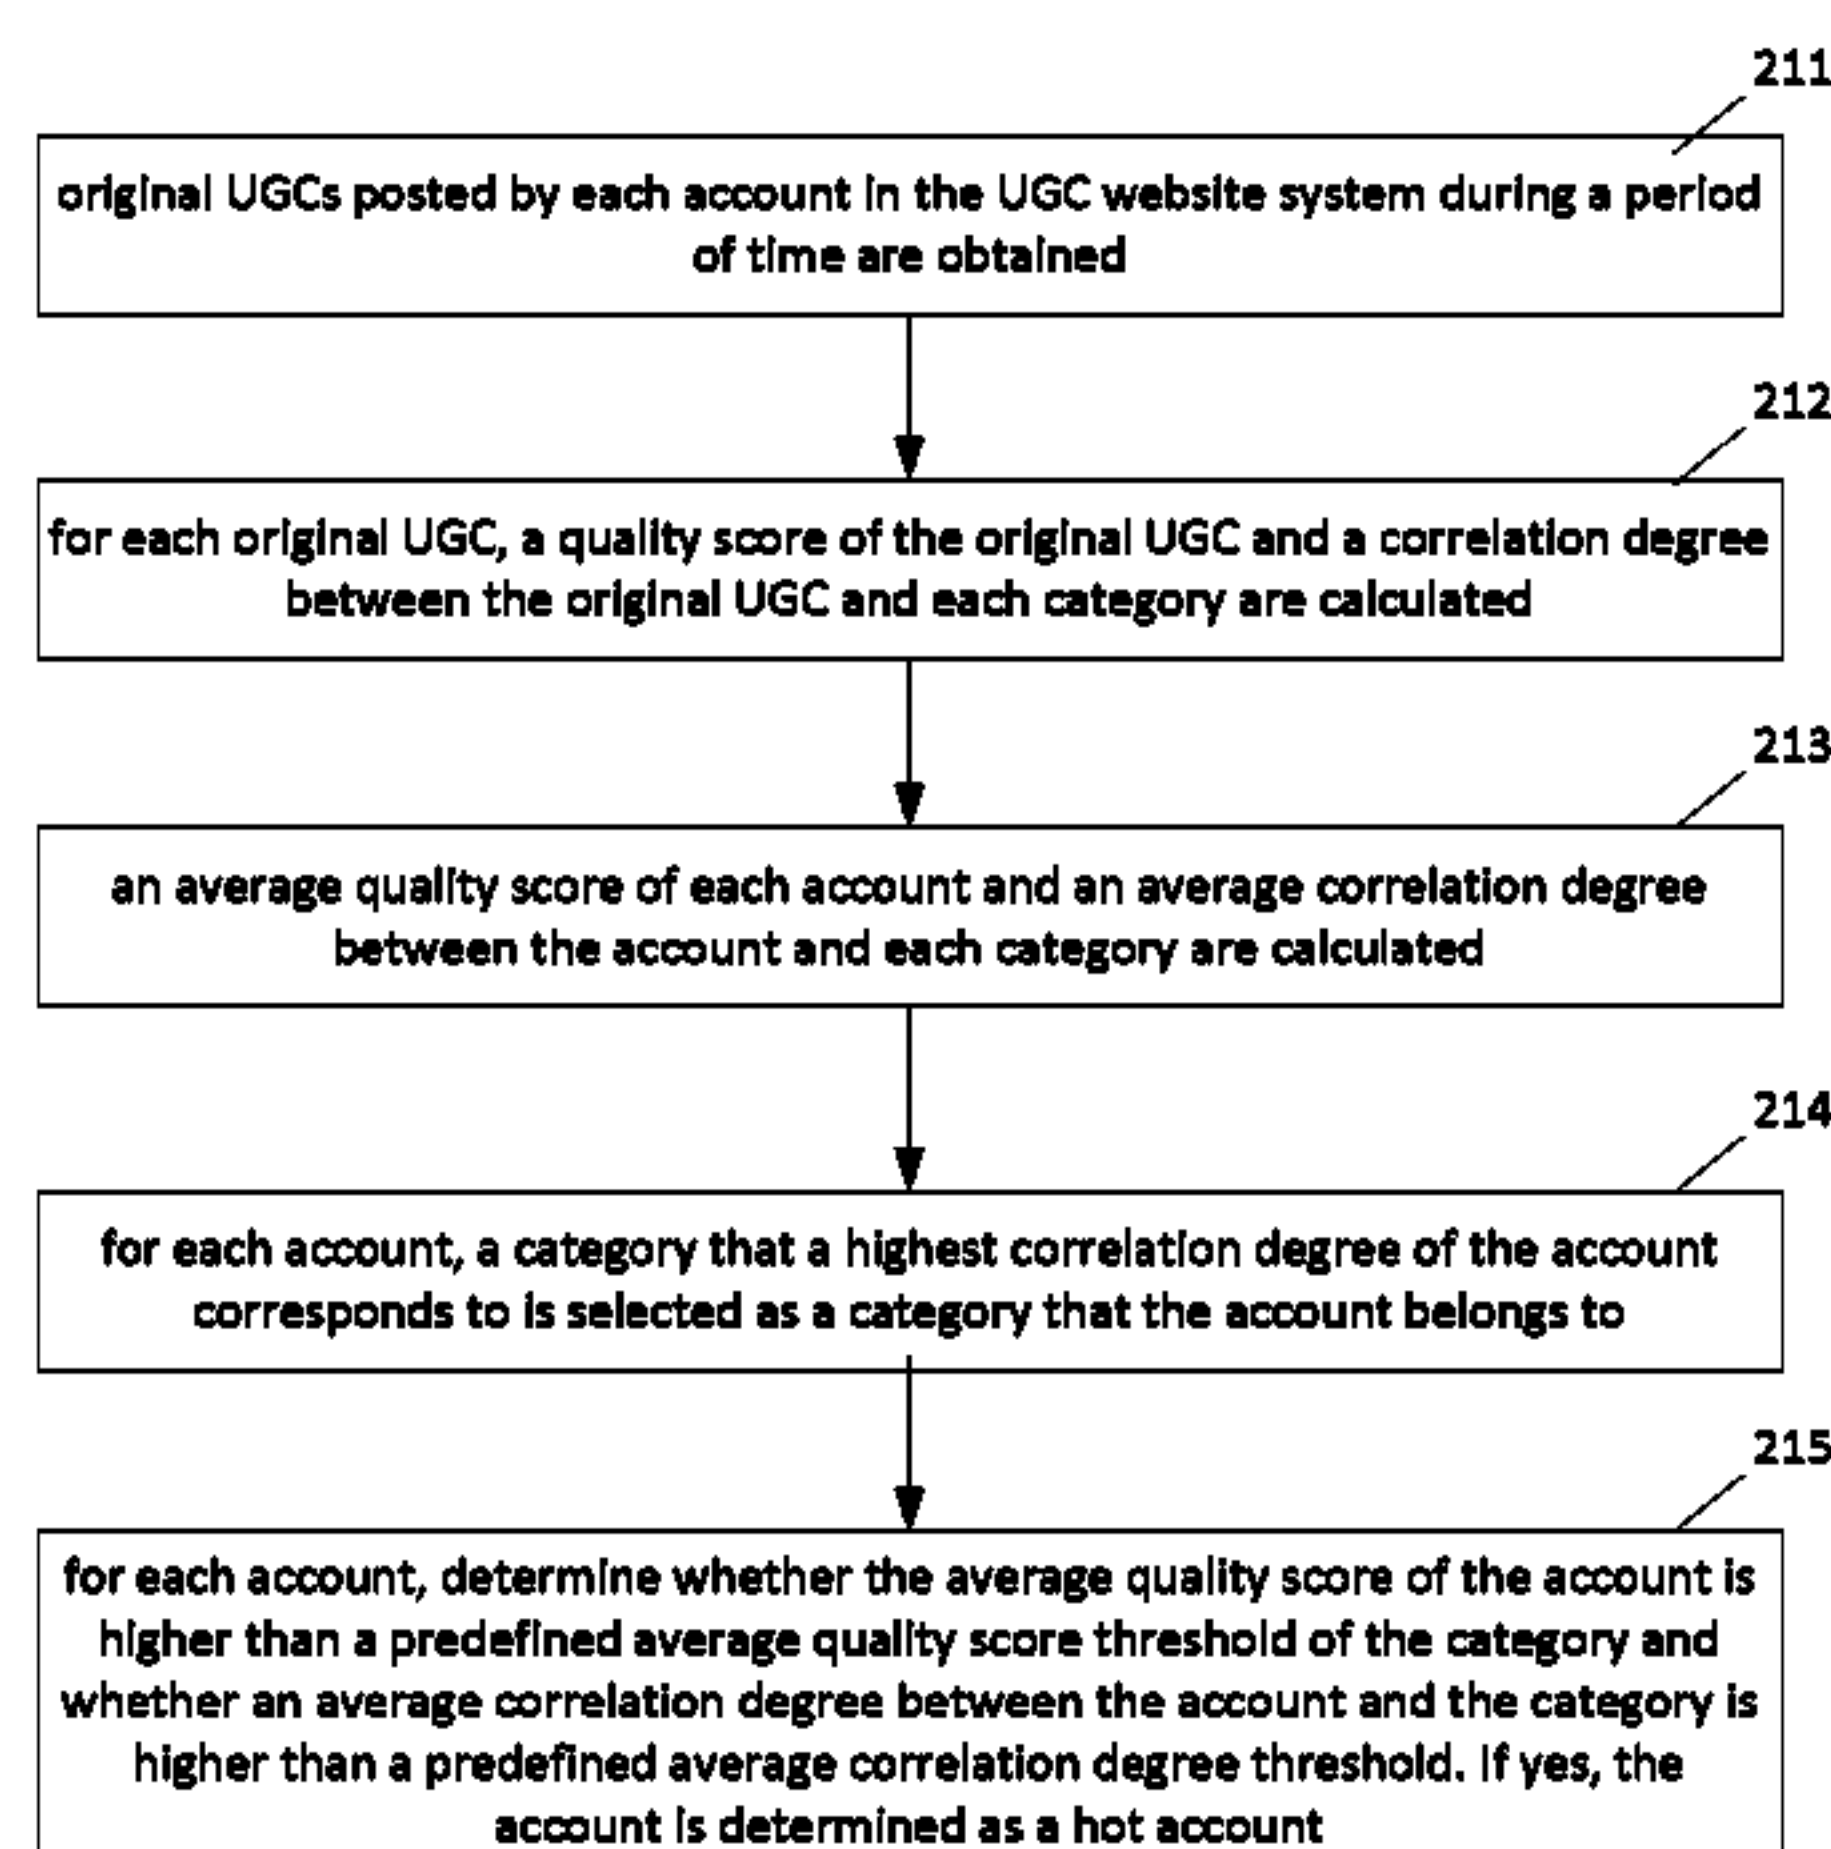 211
original UGCs posted by each account in the UGC website system during a period
of time are obtained
212
for each original UGC, a quality score of the original UGC and a correlation degree
between the original UGC and each category are calculated
213
an average quality score of each account and an average correlation degree
between the account and each category are calculated
214
for each account, a category that a highest correlation degree of the account
corresponds to is selected as a category that the account belongs to
215
for each account, determine whether the average quality score of the account is
higher than a predefined average quality score threshold of the category and
whether an average correlation degree between the account and the category is
higher than a predefined average correlation degree threshold. If yes, the
account is determined as a hot account